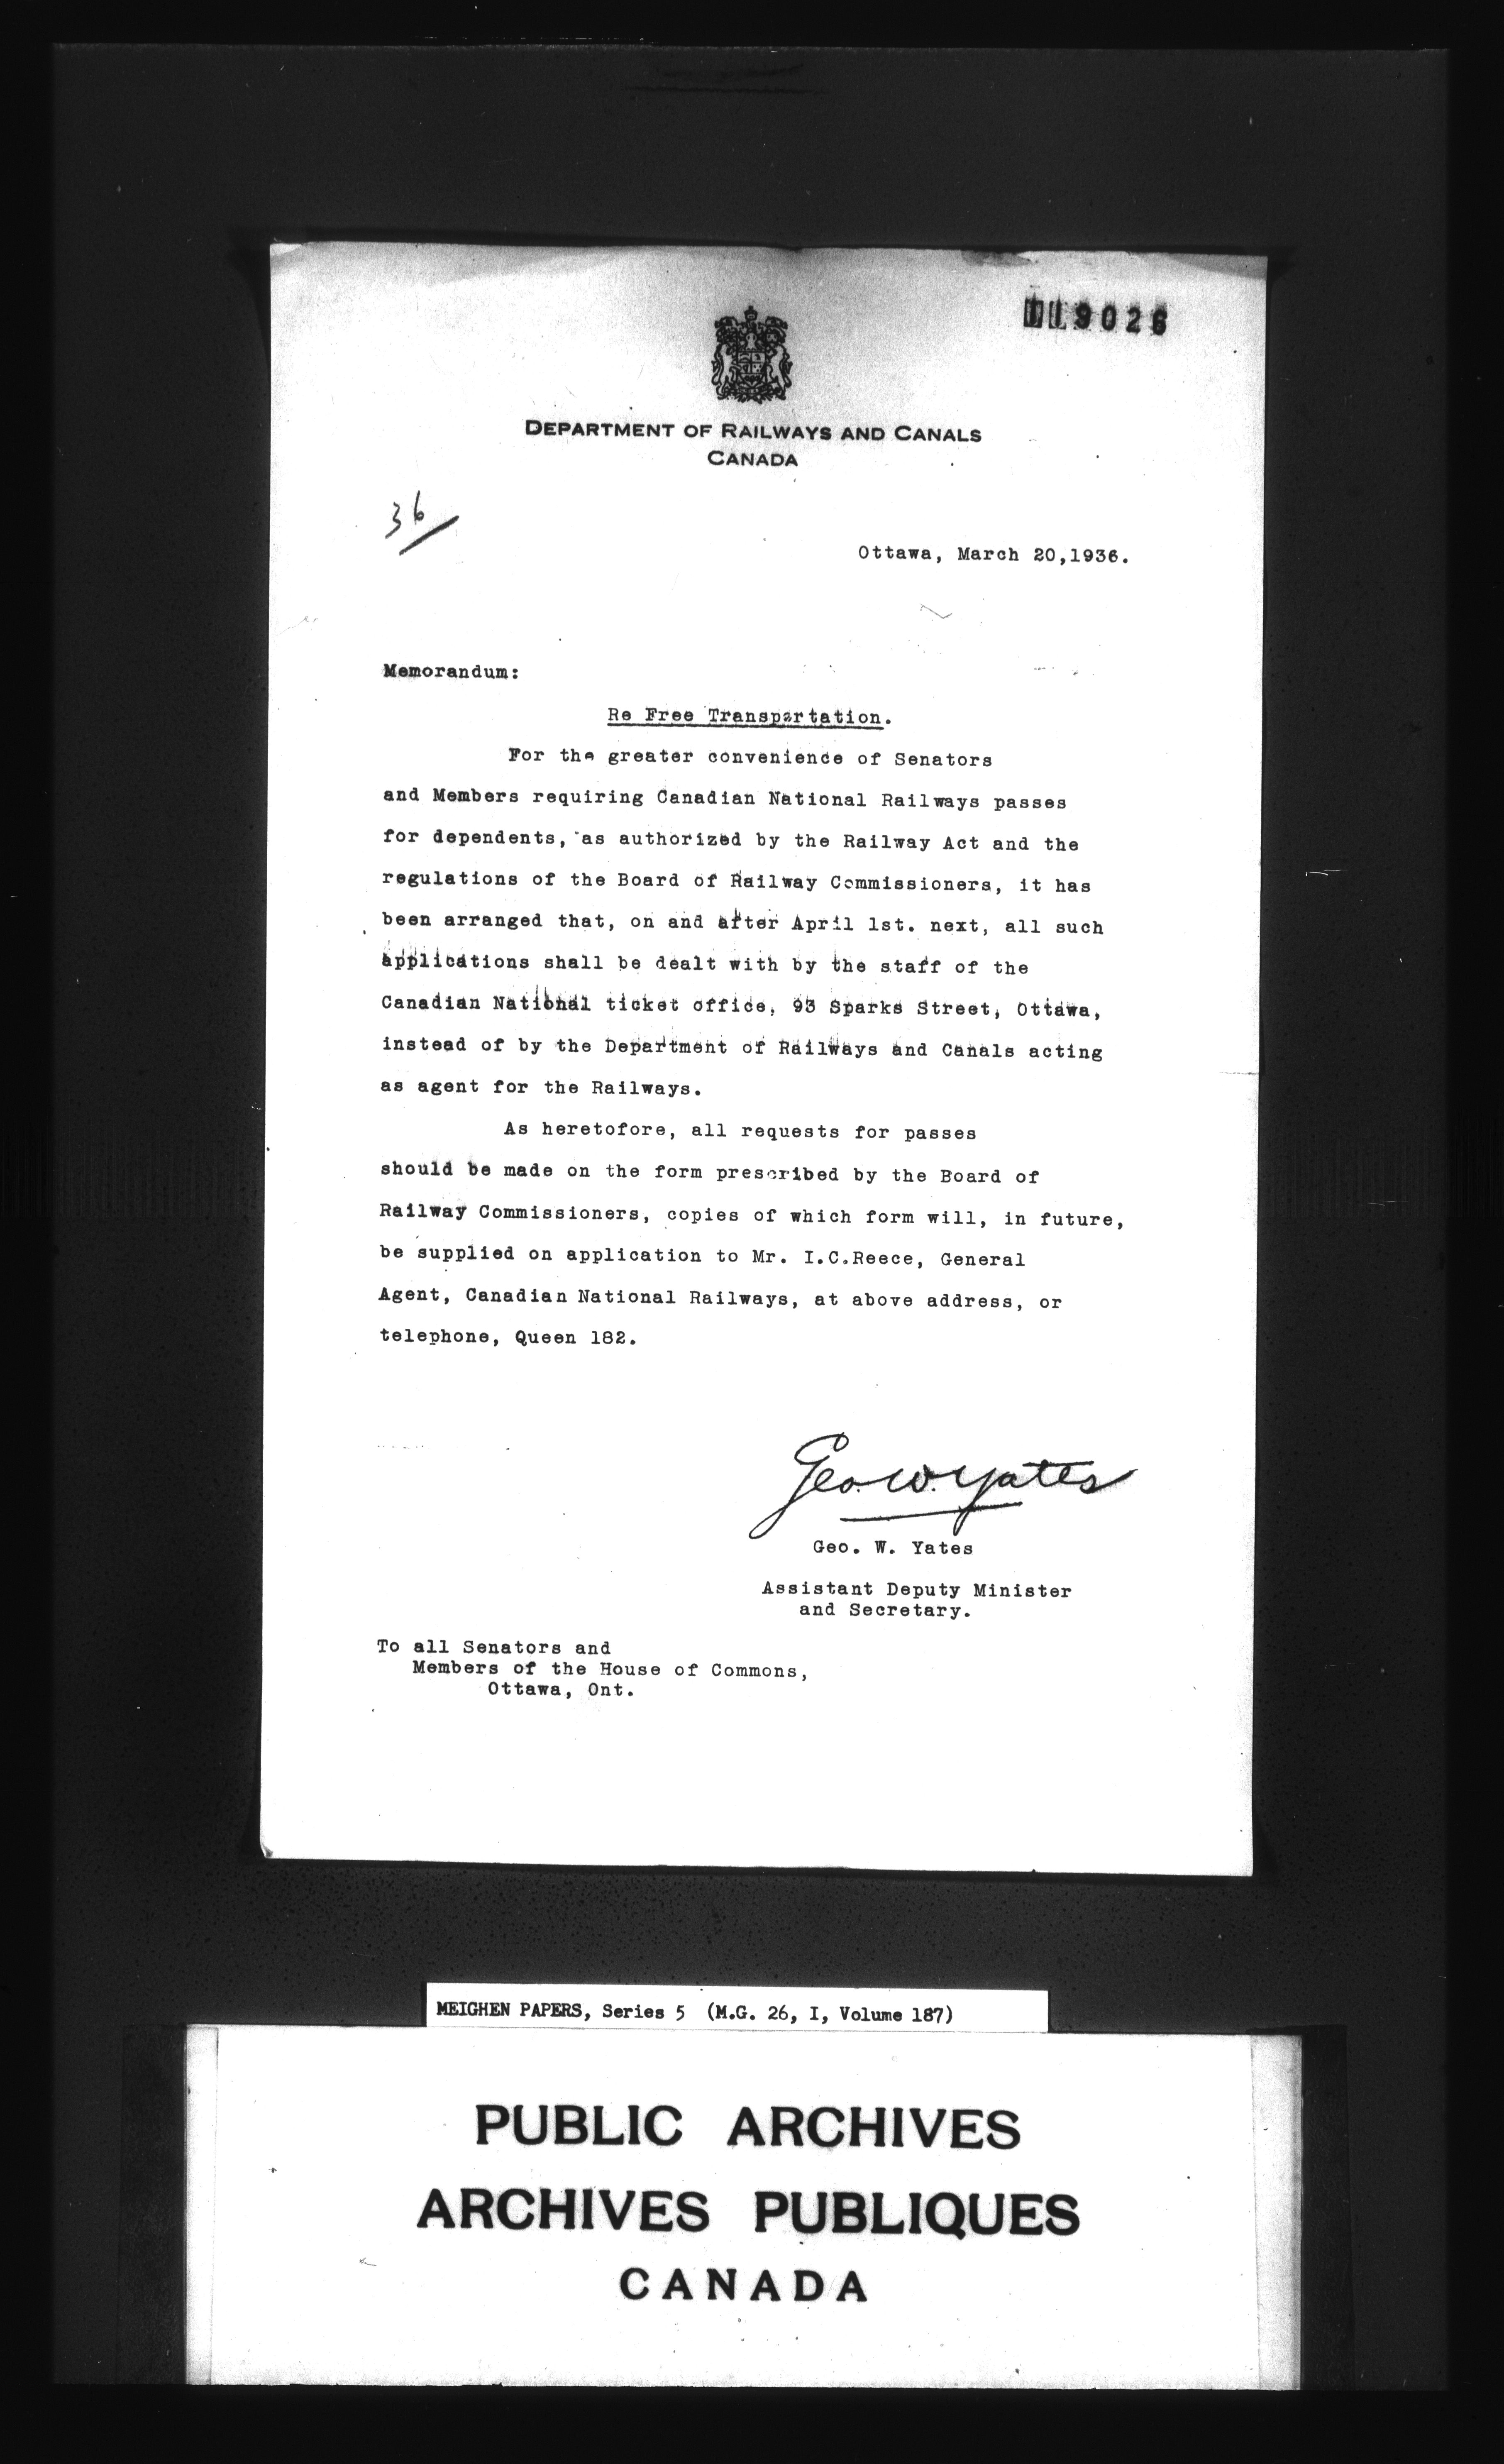 9026
DEPARTMENT OF RAILWAYS AND CANALS
CANADA
36
Ottawa, March 20,1936.
Memorandum:
Re Free Transportation.
For the greater convenience of Senators
and Members requiring Canadian National Railways passes
for dependents, as authorized by the Railway Act and the
regulations of the Board of Railway Commissioners, it has
been arranged that, on and after April 1st. next, all such
applications shall be dealt with by the staff of the
Canadian National ticket office, 93 Sparks Street, Ottawa,
instead of by the Department of Railways and Canals acting
as agent for the Railways.
As heretofore, all requests for passes
should be made on the form prescribed by the Board of
Railway Commissioners, copies of which form will, in future,
be supplied on application to Mr. I.C.Reece, General
Agent, Canadian National Railways, at above address, or
telephone, Queen 182.
Geo. W. Yates
Geo. W. Yates
Assistant Deputy Minister
and Secretary.
To all Senators and
Members of the House of Commons,
Ottawa, Ont.
MEIGHEN PAPERS, Series 5 (M.G. 26, I, Volume 187)
PUBLIC ARCHIVES
ARCHIVES PUBLIQUES
CANADA